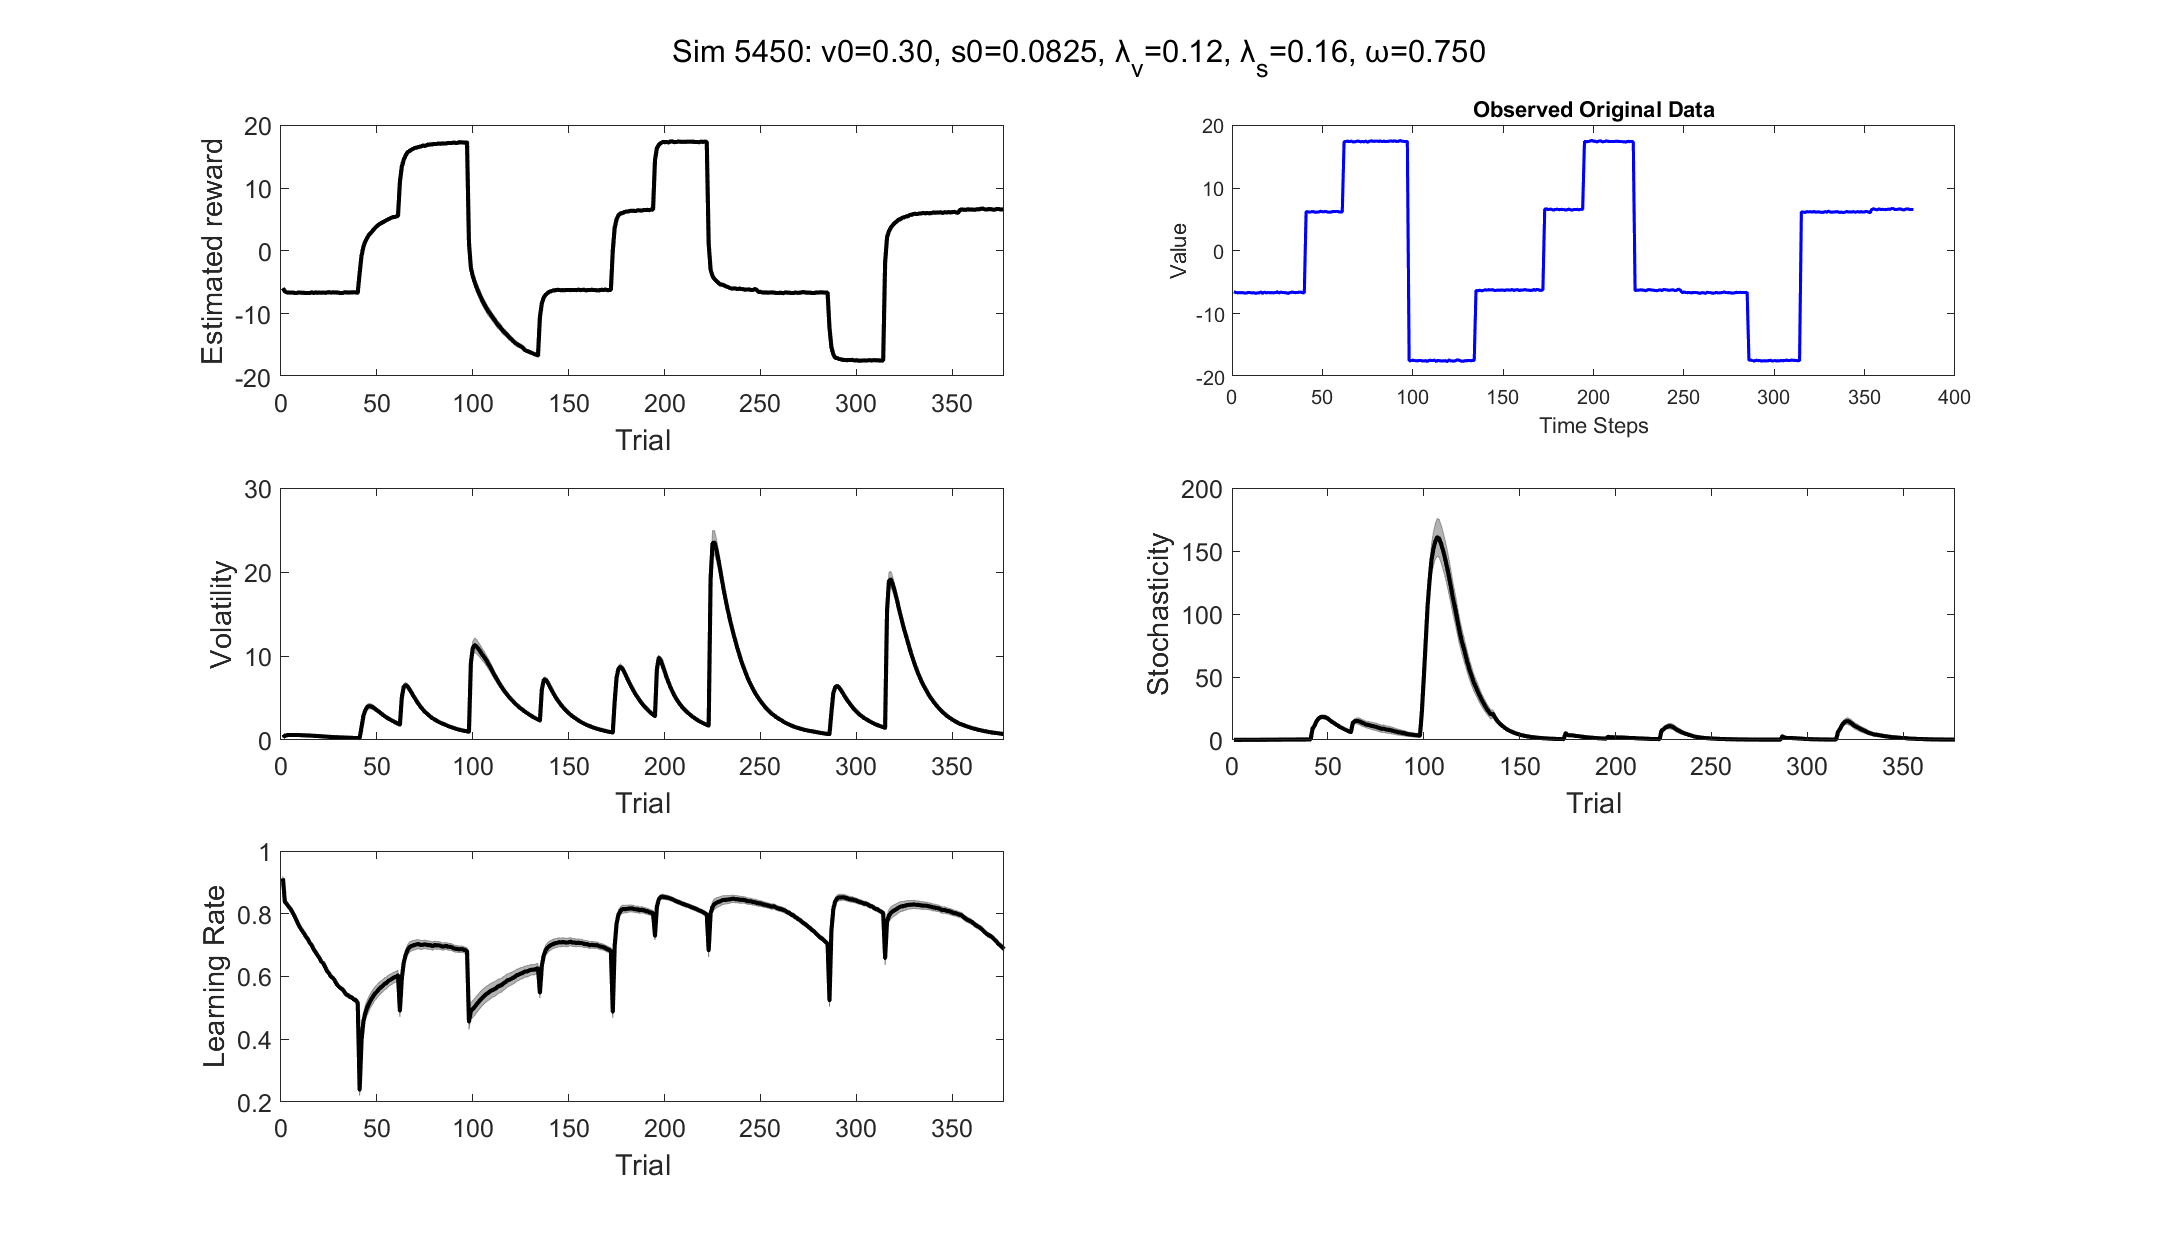 Sim 5450: v0=0.30, s0=0.0825, λv=0.12, λs=0.16, ω=0.750
Estimated reward
20
10
0
-10
-20
0 50 100 150 200 250 300 350
Trial
Observed Original Data
Value
20
10
0
-10
-20
0 50 100 150 200 250 300 350 400
Time Steps
Volatility
30
20
10
0
0 50 100 150 200 250 300 350
Trial
Stochasticity
200
150
100
50
0
0 50 100 150 200 250 300 350
Trial
Learning Rate
1
0.8
0.6
0.4
0.2
0 50 100 150 200 250 300 350
Trial